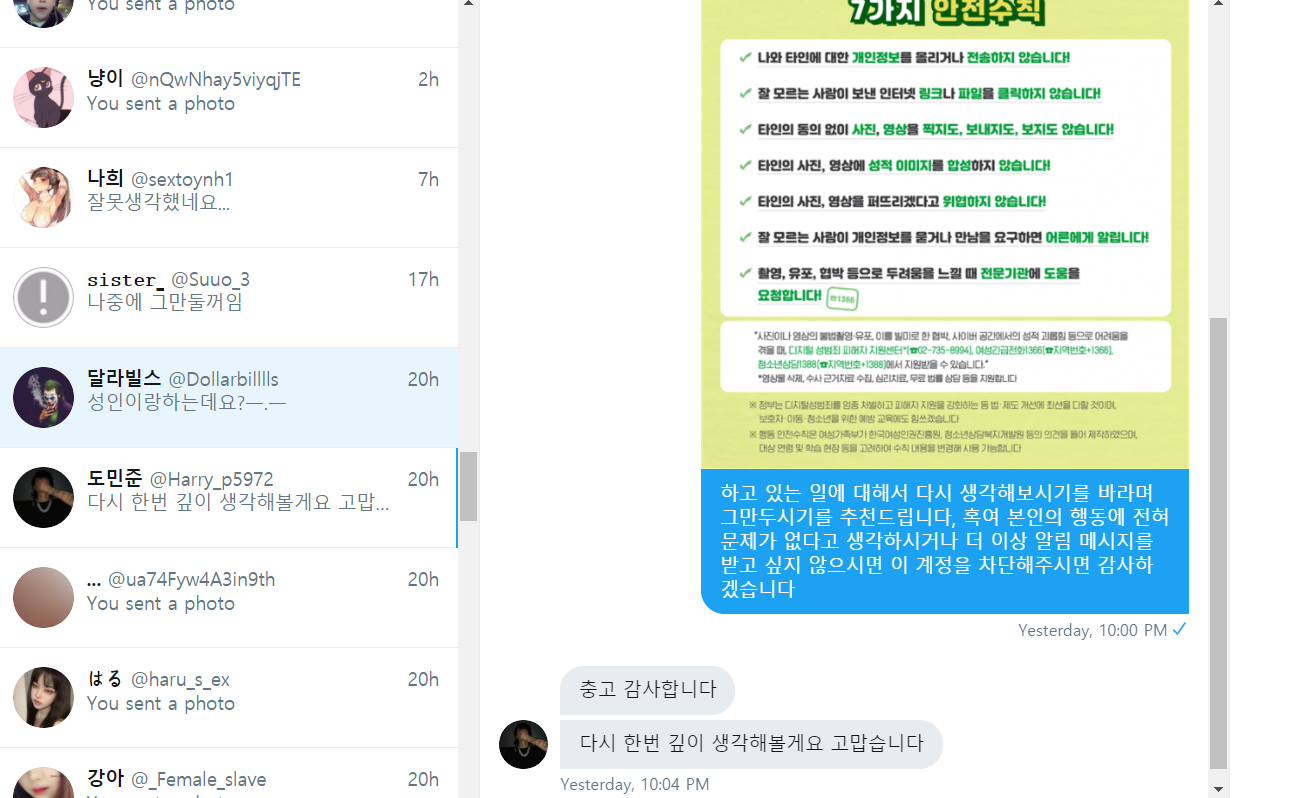 You sent a photo
냥이 @nQwNhay5viyqjTE 2h
You sent a photo
나희 @sextoynh1 7h
잘못생각했네요...
sister_ @Suuo_3 17h
나중에 그만둘꺼임
달라빌스 @Dollarbilllls 20h
성인이랑하는데요?ㅡ.ㅡ
도민준 @Harry_p5972 20h
다시 한번 깊이 생각해볼게요 고맙...
... @ua74Fyw4A3in9th 20h
You sent a photo
はる @haru_s_ex 20h
You sent a photo
강아 @_Female_slave 20h
7가지 안전수칙
나와 타인에 대한 개인정보를 올리거나 전송하지 않습니다!
잘 모르는 사람이 보낸 인터넷 링크나 파일을 클릭하지 않습니다!
타인의 동의 없이 사진, 영상을 찍지도, 보내지도, 보지도 않습니다!
타인의 사진, 영상에 성적 이미지를 합성하지 않습니다!
타인의 사진, 영상을 퍼뜨리겠다고 위협하지 않습니다!
잘 모르는 사람이 개인정보를 묻거나 만남을 요구하면 어른에게 알립니다!
촬영, 유포, 협박 등으로 두려움을 느낄 때 전문기관에 도움을
요청합니다! ☎1366
"사진이나 영상의 불법촬영·유포, 이를 빌미로 한 협박, 사이버 공간에서의 성적 괴롭힘 등으로 어려움을
겪을 때, 디지털 성범죄 피해자 지원센터*(☎02-735-8994), 여성긴급전화1366(☎지역번호+1366),
청소년상담1388(☎지역번호+1388)에서 지원받을 수 있습니다."
*영상물 삭제, 수사 근거자료 수집, 심리치료, 무료 법률 상담 등을 지원합니다
※ 정부는 디지털성범죄를 엄중 처벌하고 피해자 지원을 강화하는 등 법·제도 개선에 최선을 다할 것이며,
보호자·아동·청소년을 위한 예방 교육에도 힘쓰겠습니다
※ 행동 안전수칙은 여성가족부가 한국여성인권진흥원, 청소년상담복지개발원 등의 의견을 들어 제작하였으며,
대상 연령 및 학습 현장 등을 고려하여 수칙 내용을 변경해 사용 가능합니다
하고 있는 일에 대해서 다시 생각해보시기를 바라며
그만두시기를 추천드립니다, 혹여 본인의 행동에 전혀
문제가 없다고 생각하시거나 더 이상 알림 메시지를
받고 싶지 않으시면 이 계정을 차단해주시면 감사하
겠습니다
Yesterday, 10:00 PM
충고 감사합니다
다시 한번 깊이 생각해볼게요 고맙습니다
Yesterday, 10:04 PM